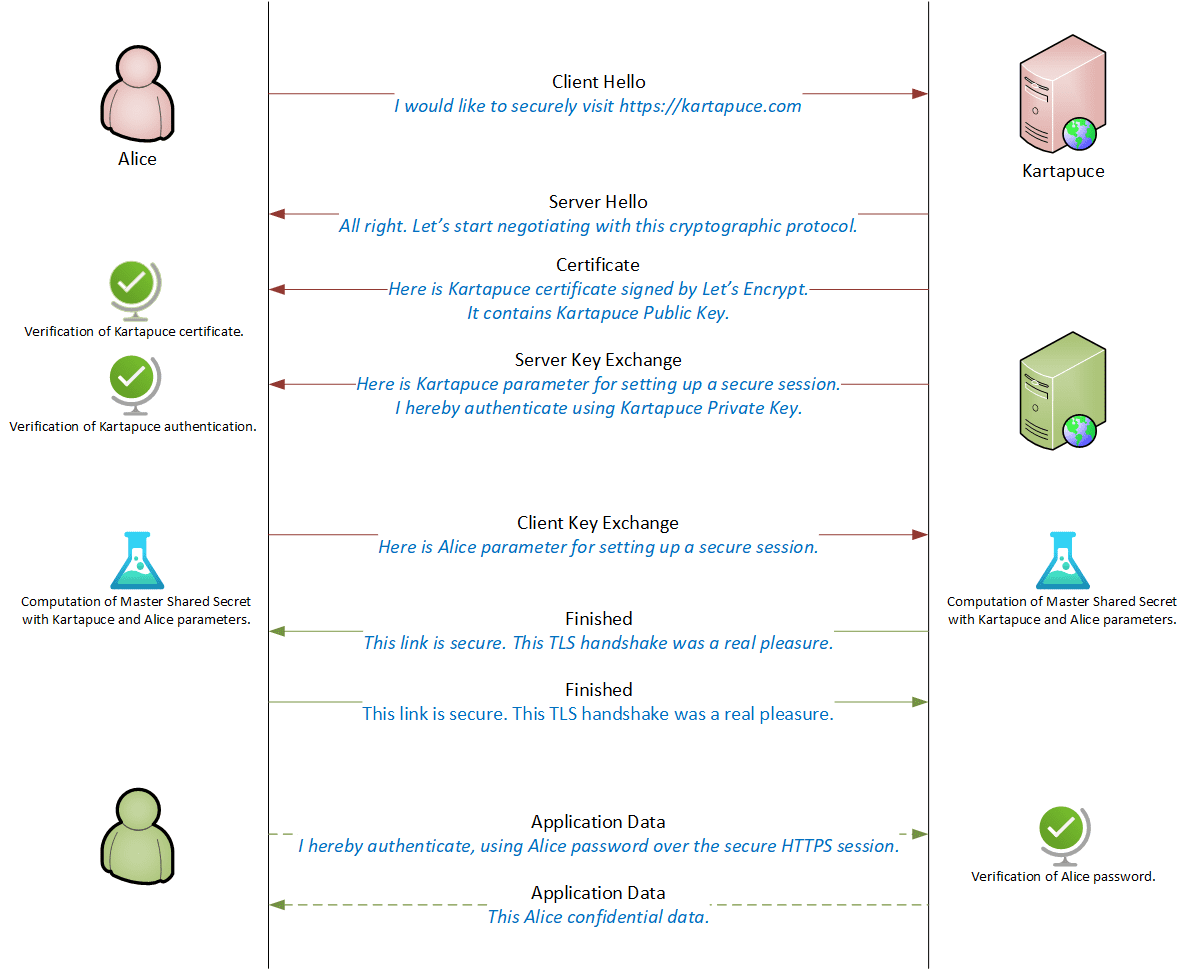 Client Hello
I would like to securely visit https://kartapuce.com
Alice
Kartapuce
Server Hello
All right. Let’s start negotiating with this cryptographic protocol.
Certificate
Here is Kartapuce certificate signed by Let’s Encrypt.
It contains Kartapuce Public Key.
Verification of Kartapuce certificate.
Server Key Exchange
Here is Kartapuce parameter for setting up a secure session.
I hereby authenticate using Kartapuce Private Key.
Verification of Kartapuce authentication.
Client Key Exchange
Here is Alice parameter for setting up a secure session.
Computation of Master Shared Secret
with Kartapuce and Alice parameters.
Computation of Master Shared Secret
with Kartapuce and Alice parameters.
Finished
This link is secure. This TLS handshake was a real pleasure.
Finished
This link is secure. This TLS handshake was a real pleasure.
Application Data
I hereby authenticate, using Alice password over the secure HTTPS session.
Verification of Alice password.
Application Data
This Alice confidential data.